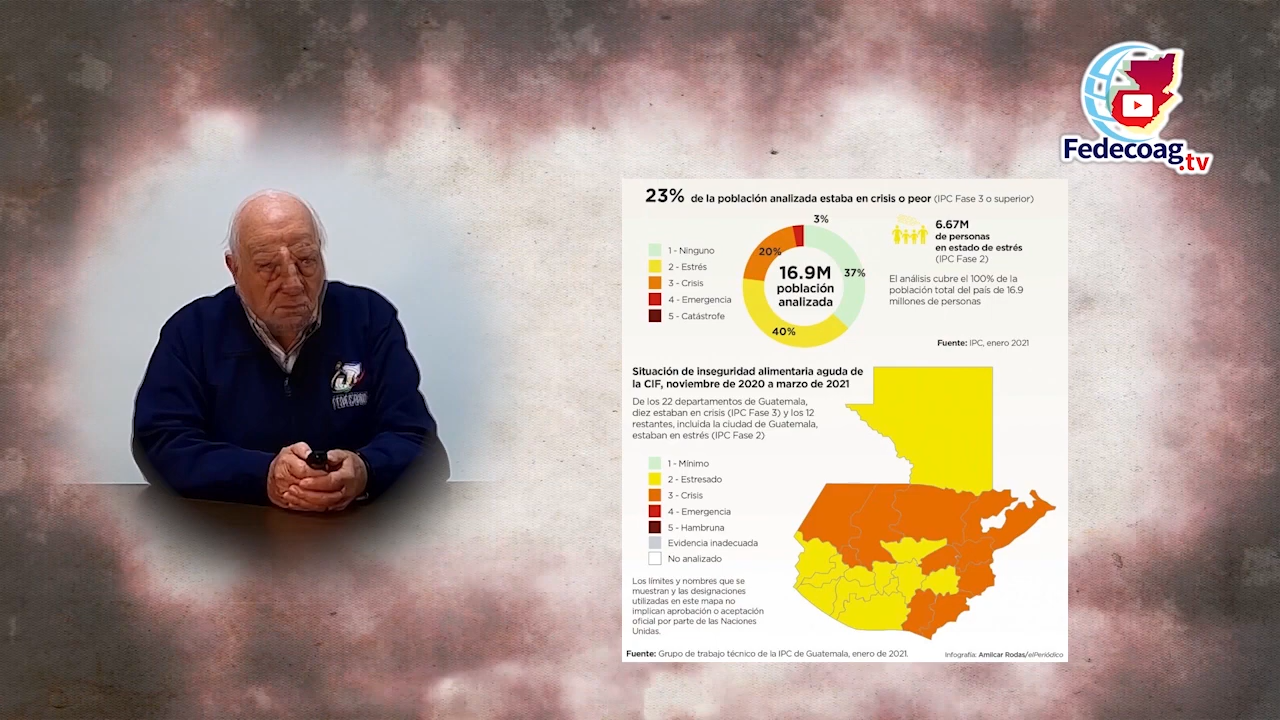 Fedecoag.tv
23% de la población analizada estaba en crisis o peor (IPC Fase 3 o superior)
1 - Ninguno
2 - Estrés
3 - Crisis
4 - Emergencia
5 - Catástrofe
3%
20%
37%
40%
16.9M
población
analizada
6.67M
de personas
en estado de estrés
(IPC Fase 2)
El análisis cubre el 100% de la
población total del país de 16.9
millones de personas
Fuente: IPC, enero 2021
Situación de inseguridad alimentaria aguda de
la CIF, noviembre de 2020 a marzo de 2021
De los 22 departamentos de Guatemala,
diez estaban en crisis (IPC Fase 3) y los 12
restantes, incluida la ciudad de Guatemala,
estaban en estrés (IPC Fase 2)
1 - Mínimo
2 - Estresado
3 - Crisis
4 - Emergencia
5 - Hambruna
Evidencia inadecuada
No analizado
Los límites y nombres que se
muestran y las designaciones
utilizadas en este mapa no
implican aprobación o aceptación
oficial por parte de las Naciones
Unidas.
Fuente: Grupo de trabajo técnico de la IPC de Guatemala, enero de 2021.
Infografía: Amilcar Rodas/elPeriódico